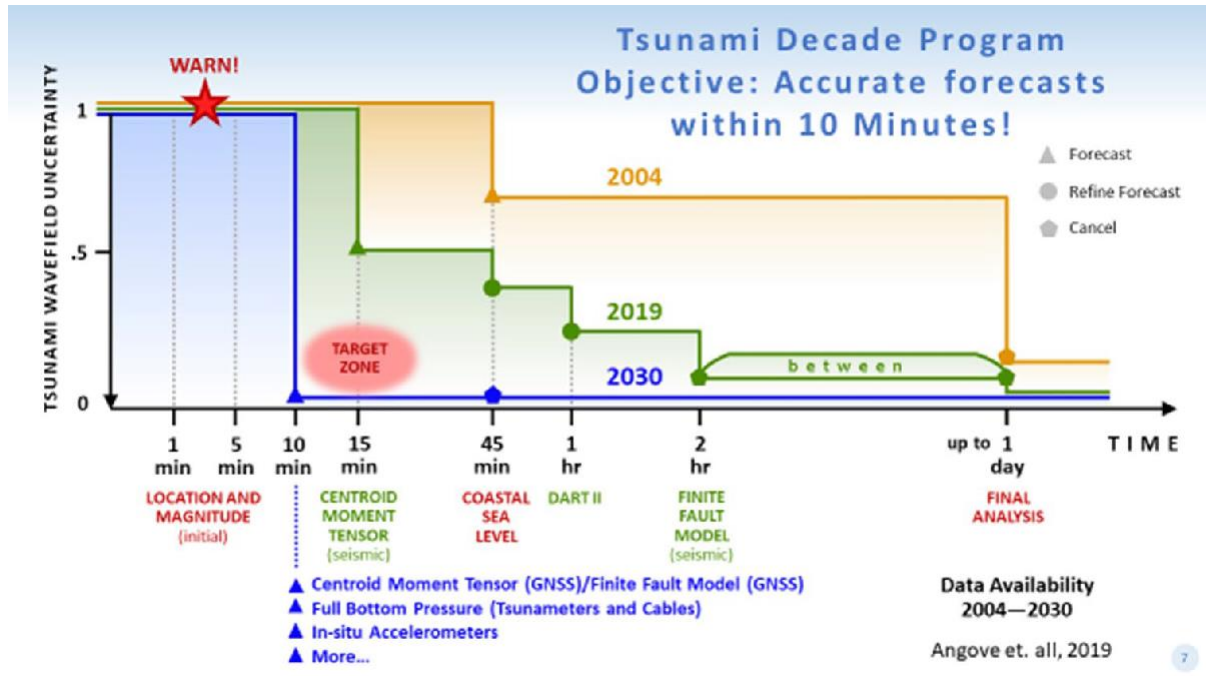 Tsunami Decade Program
Objective: Accurate forecasts
within 10 Minutes!
WARN!
TSUNAMI WAVEFIELD UNCERTAINTY
1
.5
0
Forecast
Refine Forecast
Cancel
2004
2019
2030
between
TARGET
ZONE
1
min
5
min
10
min
15
min
45
min
1
hr
2
hr
up to 1
day
TIME
LOCATION AND
MAGNITUDE
(initial)
CENTROID
MOMENT
TENSOR
(seismic)
COASTAL
SEA
LEVEL
DART II
FINITE
FAULT
MODEL
(seismic)
FINAL
ANALYSIS
Centroid Moment Tensor (GNSS)/Finite Fault Model (GNSS)
Full Bottom Pressure (Tsunameters and Cables)
In-situ Accelerometers
More...
Data Availability
2004—2030
Angove et. all, 2019
7